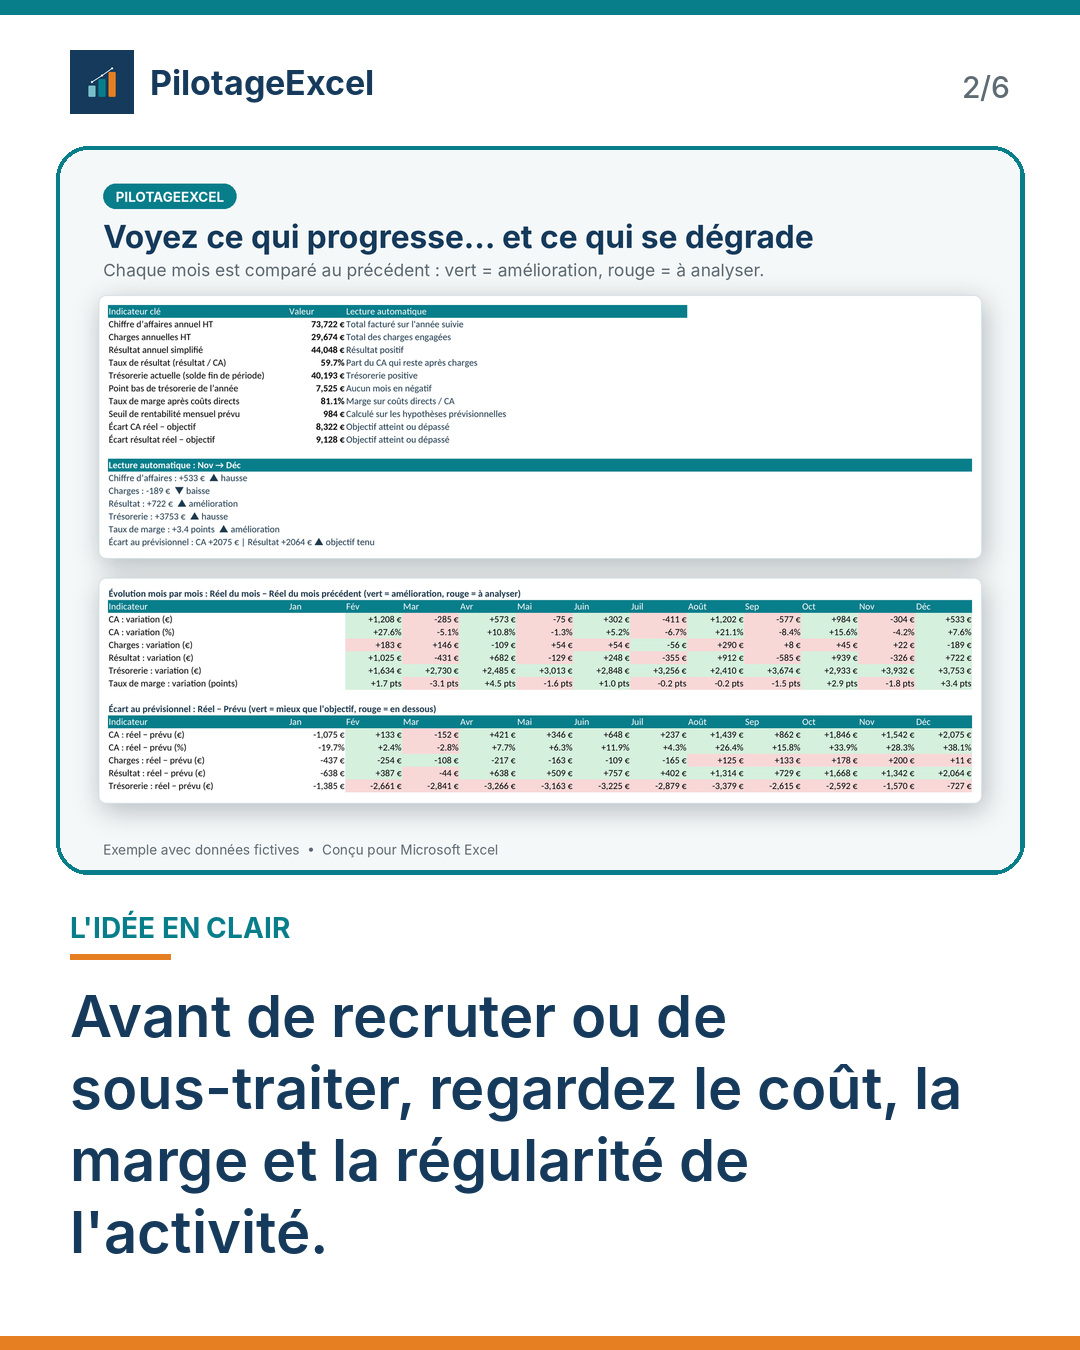 PilotageExcel
2/6
PILOTAGEEXCEL
Voyez ce qui progresse... et ce qui se dégrade
Chaque mois est comparé au précédent : vert = amélioration, rouge = à analyser.
Indicateur clé Valeur Lecture automatique
Chiffre d'affaires annuel HT 73,722 € Total facturé sur l'année suivie
Charges annuelles HT 29,674 € Total des charges engagées
Résultat annuel simplifié 44,048 € Résultat positif
Taux de résultat (résultat / CA) 59.7% Part du CA qui reste après charges
Trésorerie actuelle (solde fin de période) 40,193 € Trésorerie positive
Point bas de trésorerie de l'année 7,525 € Aucun mois en négatif
Taux de marge après coûts directs 81.1% Marge sur coûts directs / CA
Seuil de rentabilité mensuel prévu 984 € Calculé sur les hypothèses prévisionnelles
Écart CA réel − objectif 8,322 € Objectif atteint ou dépassé
Écart résultat réel − objectif 9,128 € Objectif atteint ou dépassé
Lecture automatique : Nov → Déc
Chiffre d'affaires : +533 € ▲ hausse
Charges : -189 € ▼ baisse
Résultat : +722 € ▲ amélioration
Trésorerie : +3753 € ▲ hausse
Taux de marge : +3.4 points ▲ amélioration
Écart au prévisionnel : CA +2075 € | Résultat +2064 € ▲ objectif tenu
Évolution mois par mois : Réel du mois − Réel du mois précédent (vert = amélioration, rouge = à analyser)
Indicateur Jan Fév Mar Avr Mai Juin Juil Août Sep Oct Nov Déc
CA : variation (€) +1,208 € -285 € +573 € -75 € +302 € -411 € +1,202 € -577 € +984 € -304 € +533 €
CA : variation (%) +27.6% -5.1% +10.8% -1.3% +5.2% -6.7% +21.1% -8.4% +15.6% -4.2% +7.6%
Charges : variation (€) +183 € +146 € -109 € +54 € +54 € -56 € +290 € +8 € +45 € +22 € -189 €
Résultat : variation (€) +1,025 € -431 € +682 € -129 € +248 € -355 € +912 € -585 € +939 € -326 € +722 €
Trésorerie : variation (€) +1,634 € +2,730 € +2,485 € +3,013 € +2,848 € +3,256 € +2,410 € +3,674 € +2,933 € +3,932 € +3,753 €
Taux de marge : variation (points) +1.7 pts -3.1 pts +4.5 pts -1.6 pts +1.0 pts -0.2 pts -0.2 pts -1.5 pts +2.9 pts -1.8 pts +3.4 pts
Écart au prévisionnel : Réel − Prévu (vert = mieux que l'objectif, rouge = en dessous)
Indicateur Jan Fév Mar Avr Mai Juin Juil Août Sep Oct Nov Déc
CA : réel − prévu (€) -1,075 € +133 € -152 € +421 € +346 € +648 € +237 € +1,439 € +862 € +1,846 € +1,542 € +2,075 €
CA : réel − prévu (%) -19.7% +2.4% -2.8% +7.7% +6.3% +11.9% +4.3% +26.4% +15.8% +33.9% +28.3% +38.1%
Charges : réel − prévu (€) -437 € -254 € -108 € -217 € -163 € -109 € -165 € +125 € +133 € +178 € +200 € +11 €
Résultat : réel − prévu (€) -638 € +387 € -44 € +638 € +509 € +757 € +402 € +1,314 € +729 € +1,668 € +1,342 € +2,064 €
Trésorerie : réel − prévu (€) -1,385 € -2,661 € -2,841 € -3,266 € -3,163 € -3,225 € -2,879 € -3,379 € -2,615 € -2,592 € -1,570 € -727 €
Exemple avec données fictives • Conçu pour Microsoft Excel
L'IDÉE EN CLAIR
Avant de recruter ou de
sous-traiter, regardez le coût, la
marge et la régularité de
l'activité.